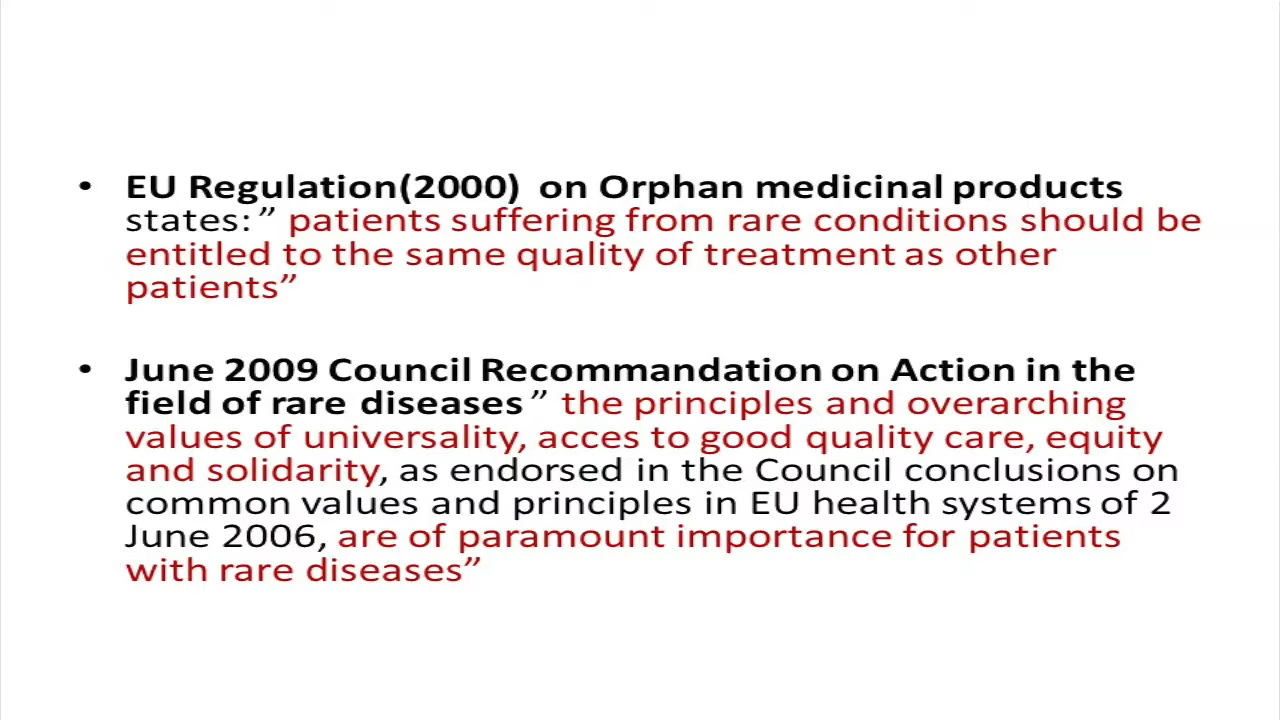 • EU Regulation(2000) on Orphan medicinal products
states: ” patients suffering from rare conditions should be
entitled to the same quality of treatment as other
patients”
• June 2009 Council Recommandation on Action in the
field of rare diseases ” the principles and overarching
values of universality, acces to good quality care, equity
and solidarity, as endorsed in the Council conclusions on
common values and principles in EU health systems of 2
June 2006, are of paramount importance for patients
with rare diseases”